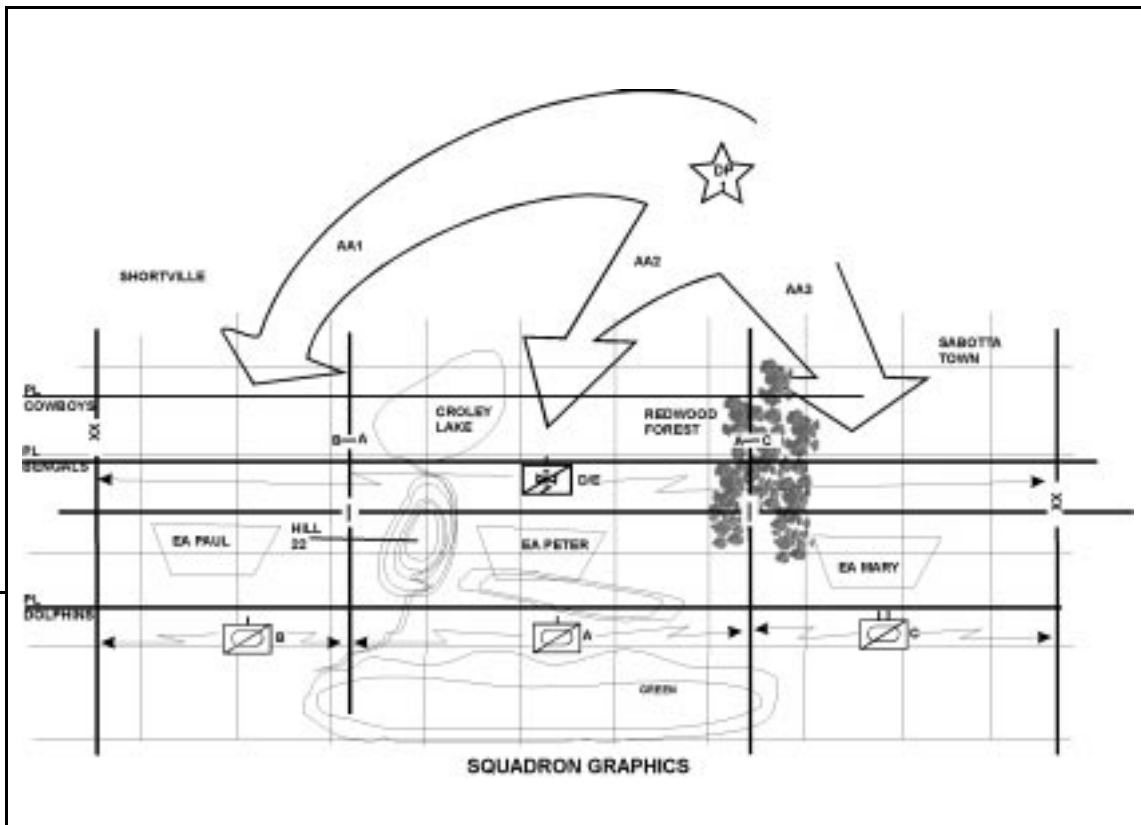 DP
1
AA1
AA2
AA3
SHORTVILLE
SABOTTA
TOWN
PL
COWBOYS
CROLEY
LAKE
REDWOOD
FOREST
XX
B A
A C
PL
BENGALS
D/E
XX
I
I
EA PAUL
HILL
22
EA PETER
EA MARY
PL
DOLPHINS
I
B
I
A
I I
C
GREEN
SQUADRON GRAPHICS